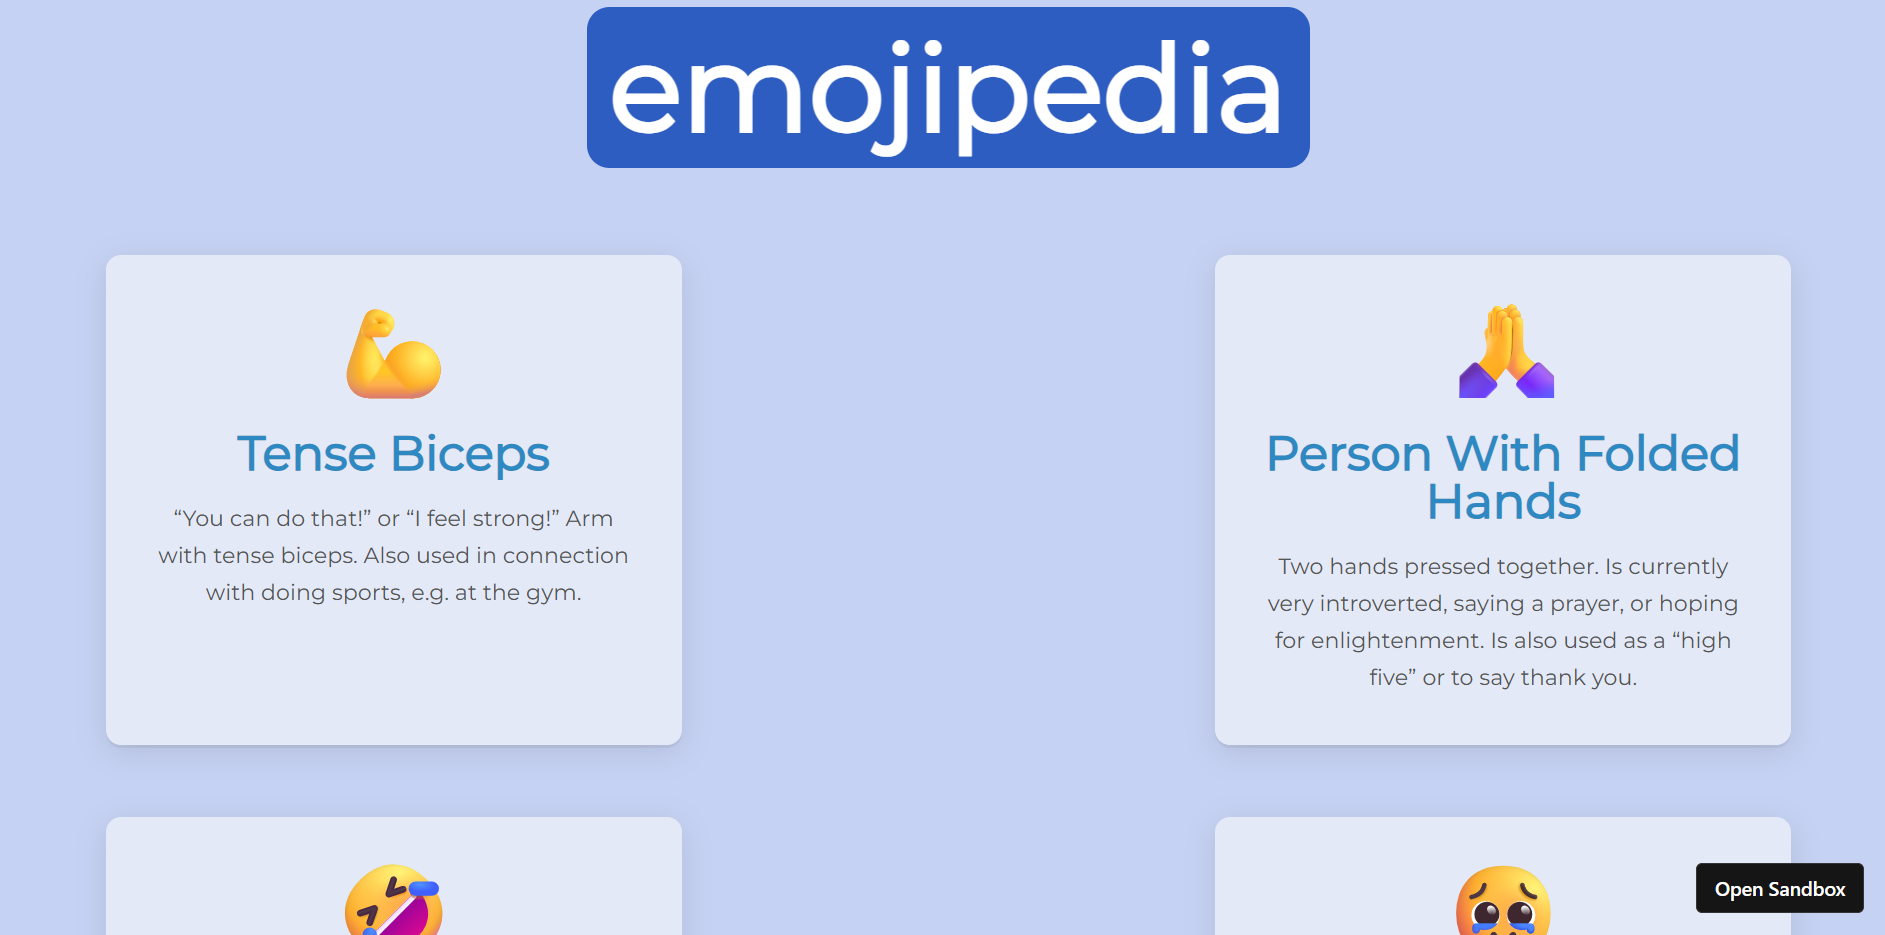 emojipedia
Tense Biceps
“You can do that!” or “I feel strong!” Arm
with tense biceps. Also used in connection
with doing sports, e.g. at the gym.
Person With Folded
Hands
Two hands pressed together. Is currently
very introverted, saying a prayer, or hoping
for enlightenment. Is also used as a “high
five” or to say thank you.
Open Sandbox